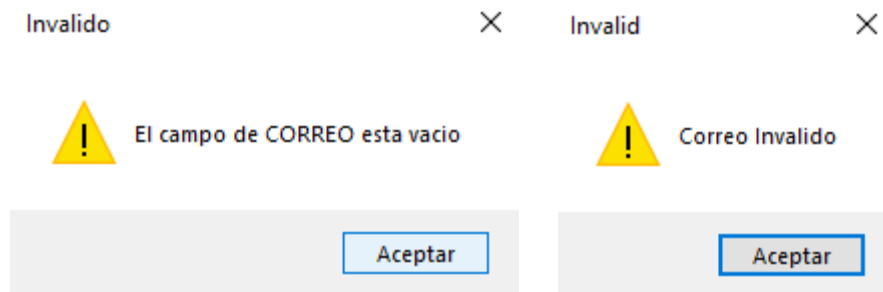 Invalido
El campo de CORREO esta vacio
Aceptar
Invalid
Correo Invalido
Aceptar